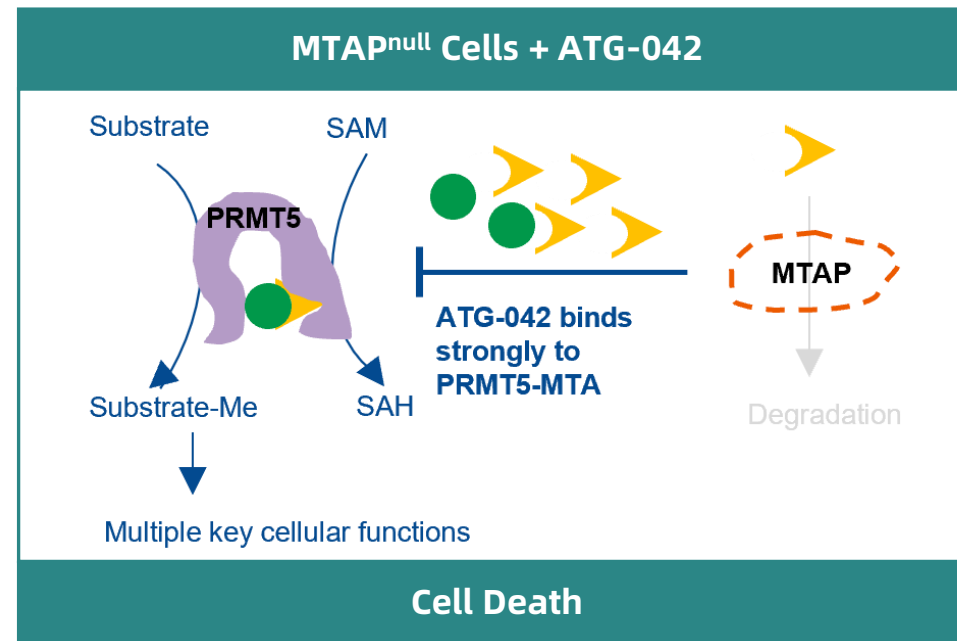 MTAPnull Cells + ATG-042
Substrate
SAM
PRMT5
MTAP
ATG-042 binds
strongly to
PRMT5-MTA
Substrate-Me
SAH
Degradation
Multiple key cellular functions
Cell Death